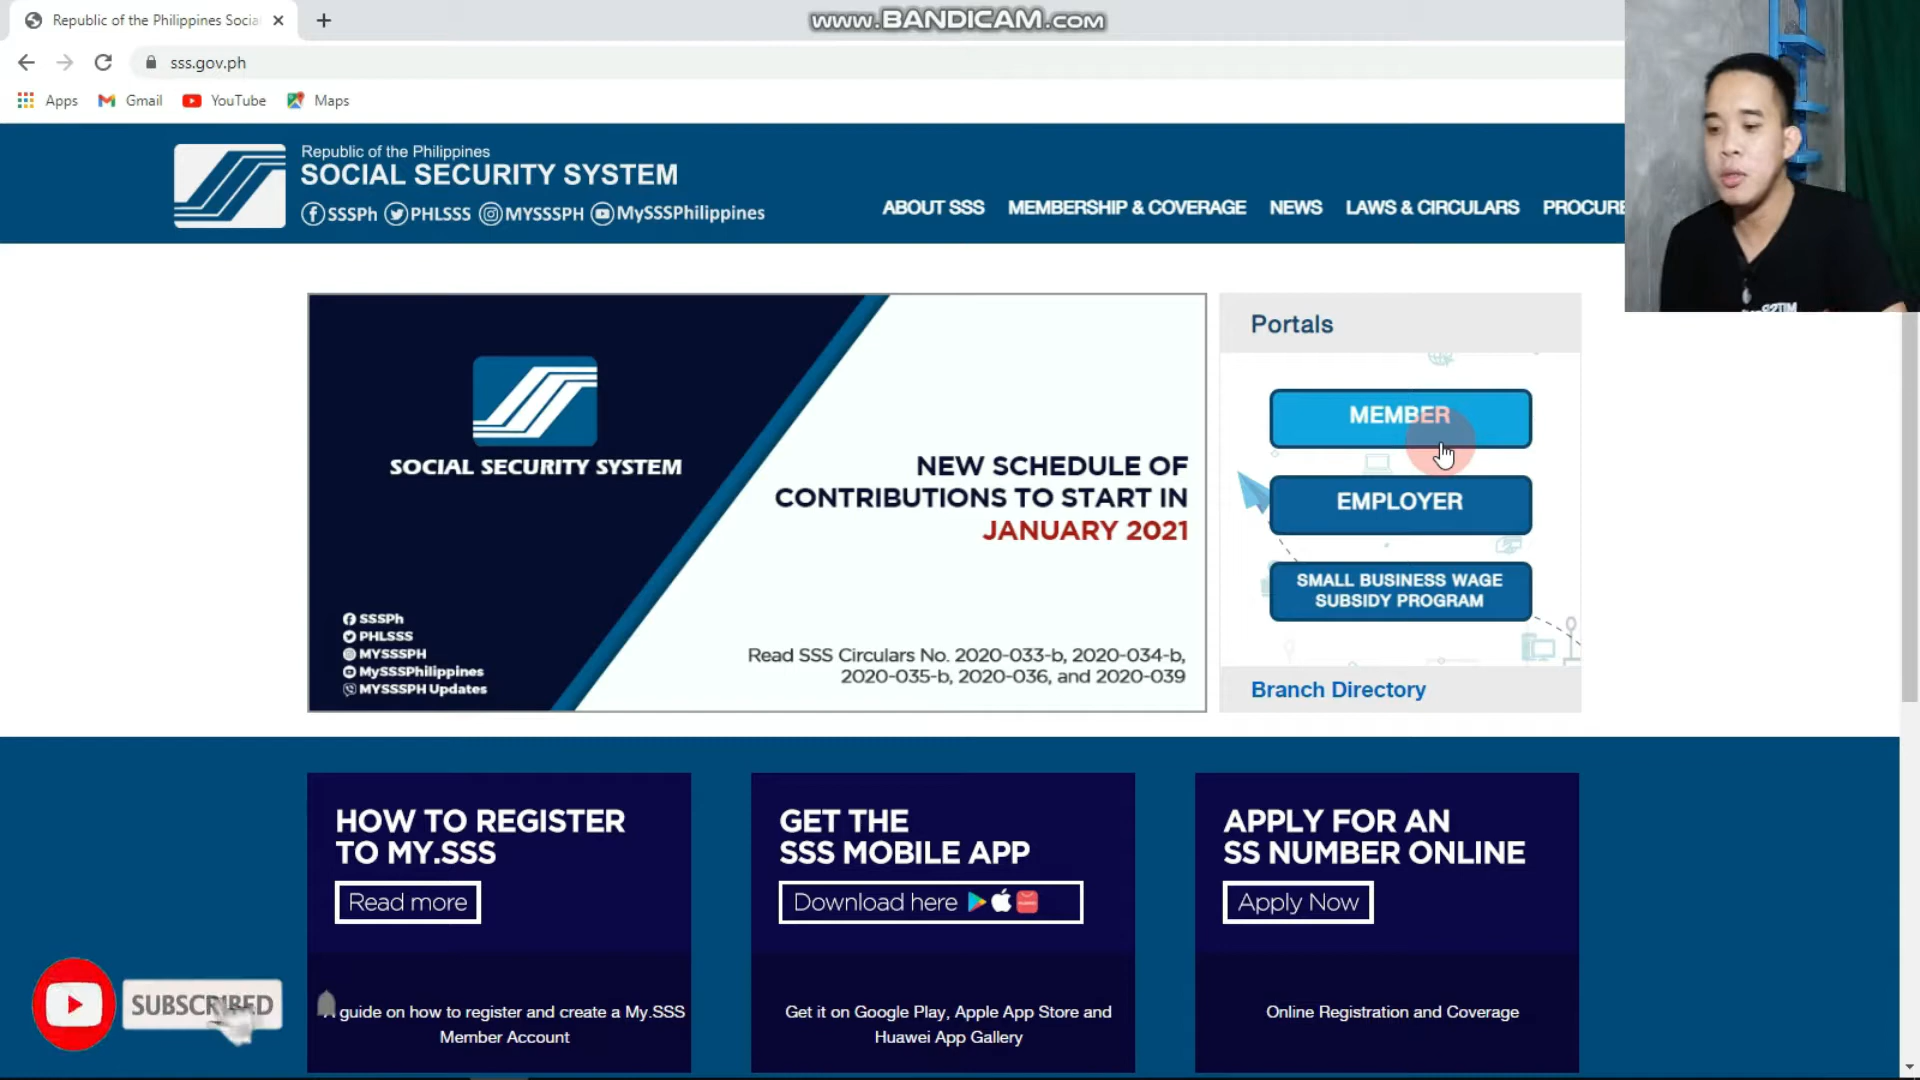 Republic of the Philippines Socia
www.BANDICAM.com
sss.gov.ph
Apps
Gmail
YouTube
Maps
Republic of the Philippines
SOCIAL SECURITY SYSTEM
SSSPh PHLSSS MYSSSPH MySSSPhilippines
ABOUT SSS MEMBERSHIP & COVERAGE NEWS LAWS & CIRCULARS PROCURE
SOCIAL SECURITY SYSTEM
NEW SCHEDULE OF
CONTRIBUTIONS TO START IN
JANUARY 2021
SSSPh
PHLSSS
MYSSSPH
MySSSPhilippines
MYSSSPH Updates
Read SSS Circulars No. 2020-033-b, 2020-034-b,
2020-035-b, 2020-036, and 2020-039
Portals
MEMBER
EMPLOYER
SMALL BUSINESS WAGE
SUBSIDY PROGRAM
Branch Directory
HOW TO REGISTER
TO MY.SSS
Read more
A guide on how to register and create a My.SSS
Member Account
GET THE
SSS MOBILE APP
Download here
Get it on Google Play, Apple App Store and
Huawei App Gallery
APPLY FOR AN
SS NUMBER ONLINE
Apply Now
Online Registration and Coverage
SUBSCRIBED